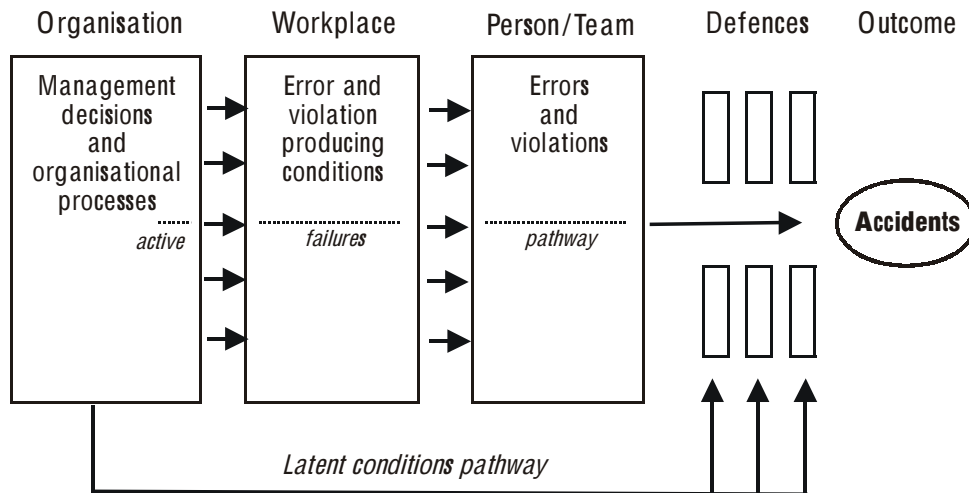 Organisation Workplace Person/Team Defences Outcome
Management
decisions
and
organisational
processes
Error and
violation
producing
conditions
Errors
and
violations
active
failures
pathway
Accidents
Latent conditions pathway